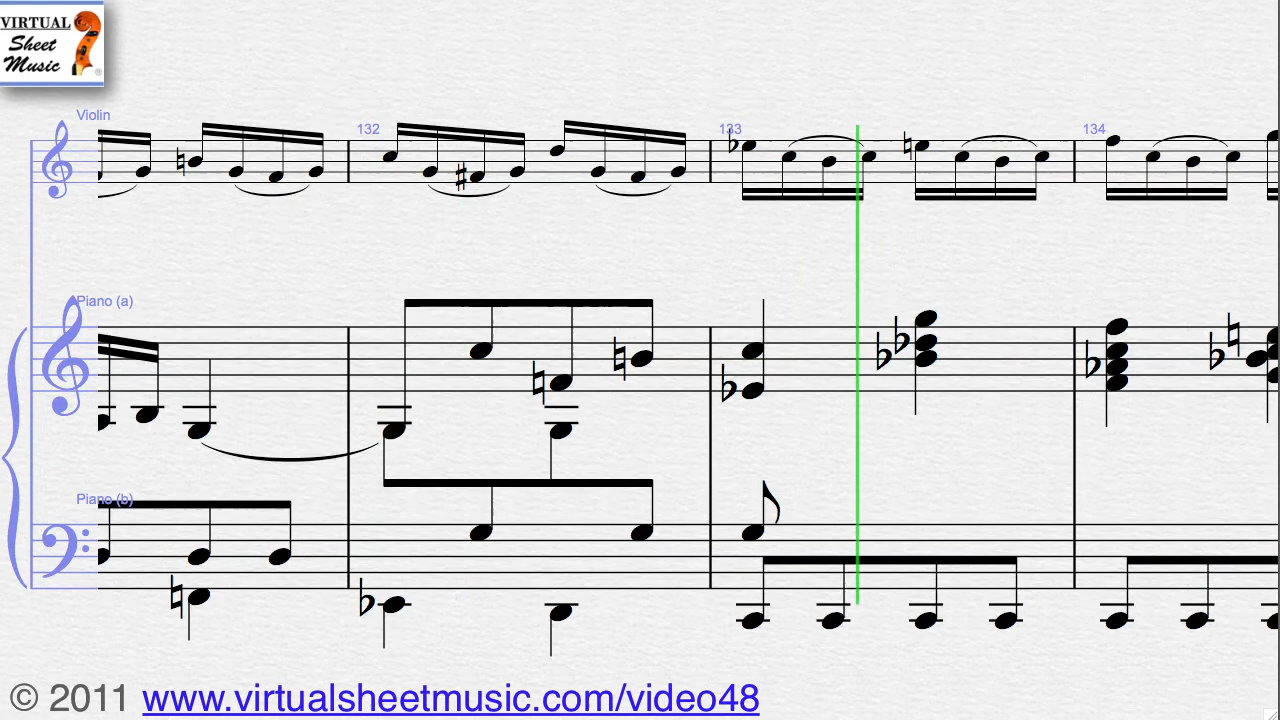 VIRTUAL
Sheet
Music
®
Violin
132
133
134
Piano (a)
Piano (b)
© 2011 www.virtualsheetmusic.com/video48